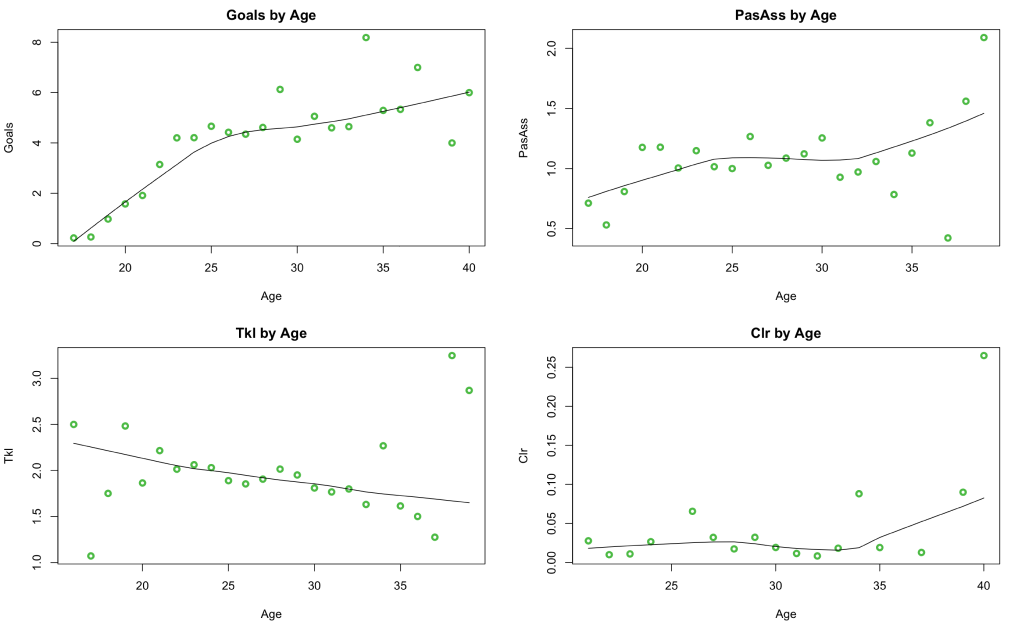 Goals by Age
Goals
8
6
4
2
0
20 25 30 35 40
Age
PasAss by Age
PasAss
2.0
1.5
1.0
0.5
20 25 30 35
Age
Tkl by Age
Tkl
3.0
2.5
2.0
1.5
1.0
20 25 30 35
Age
Clr by Age
Clr
0.25
0.20
0.15
0.10
0.05
0.00
25 30 35 40
Age